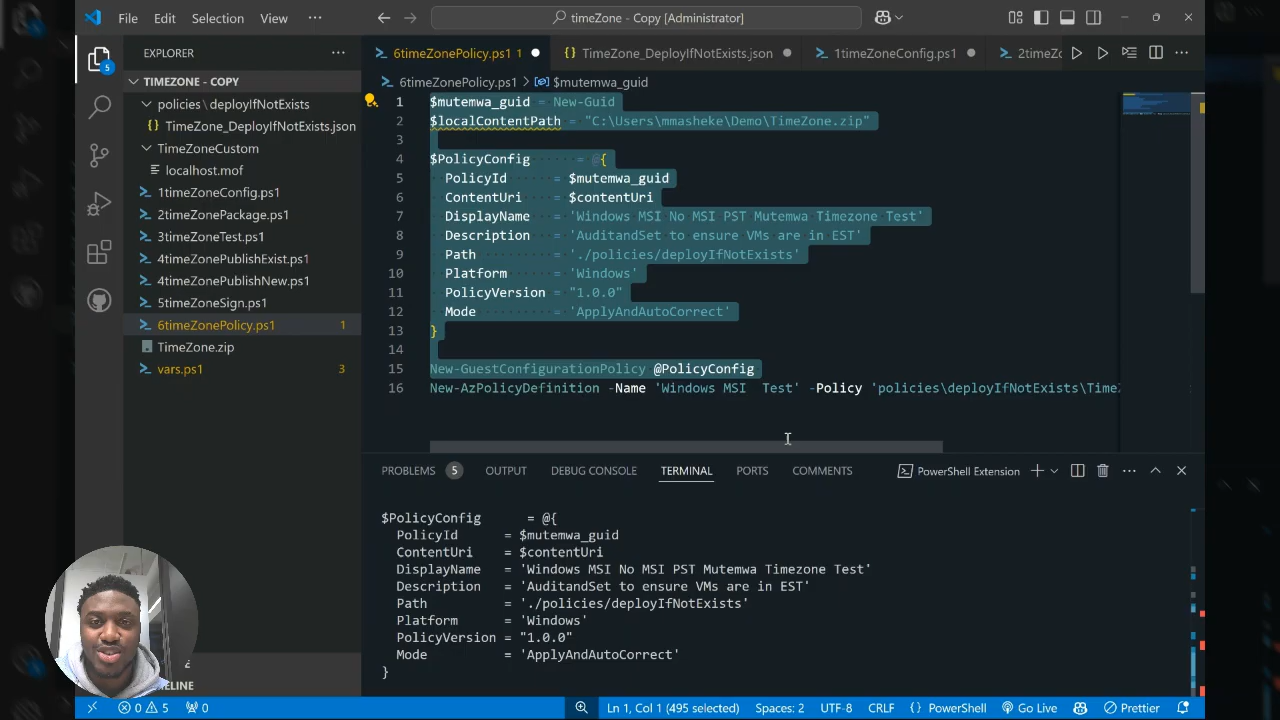 File Edit Selection View ··· timeZone - Copy [Administrator]
EXPLORER ···
TIMEZONE - COPY
policies \ deployIfNotExists
{} TimeZone_DeployIfNotExists.json
TimeZoneCustom
localhost.mof
1timeZoneConfig.ps1
2timeZonePackage.ps1
3timeZoneTest.ps1
4timeZonePublishExist.ps1
4timeZonePublishNew.ps1
5timeZoneSign.ps1
6timeZonePolicy.ps1 1
TimeZone.zip
vars.ps1 3
5
6timeZonePolicy.ps1 1 {} TimeZone_DeployIfNotExists.json 1timeZoneConfig.ps1
6timeZonePolicy.ps1 > $mutemwa_guid
1 $mutemwa_guid = New-Guid
2 $localContentPath = "C:\Users\mmasheke\Demo\TimeZone.zip"
3
4 $PolicyConfig = @{
5 PolicyId = $mutemwa_guid
6 ContentUri = $contentUri
7 DisplayName = 'Windows MSI No MSI PST Mutemwa Timezone Test'
8 Description = 'AuditandSet to ensure VMs are in EST'
9 Path = './policies/deployIfNotExists'
10 Platform = 'Windows'
11 PolicyVersion = "1.0.0"
12 Mode = 'ApplyAndAutoCorrect'
13 }
14
15 New-GuestConfigurationPolicy @PolicyConfig
16 New-AzPolicyDefinition -Name 'Windows MSI Test' -Policy 'policies\deployIfNotExists\Time
PROBLEMS 5 OUTPUT DEBUG CONSOLE TERMINAL PORTS COMMENTS PowerShell Extension
$PolicyConfig = @{
PolicyId = $mutemwa_guid
ContentUri = $contentUri
DisplayName = 'Windows MSI No MSI PST Mutemwa Timezone Test'
Description = 'AuditandSet to ensure VMs are in EST'
Path = './policies/deployIfNotExists'
Platform = 'Windows'
PolicyVersion = "1.0.0"
Mode = 'ApplyAndAutoCorrect'
}
0 5 0 Ln 1, Col 1 (495 selected) Spaces: 2 UTF-8 CRLF {} PowerShell Go Live Prettier